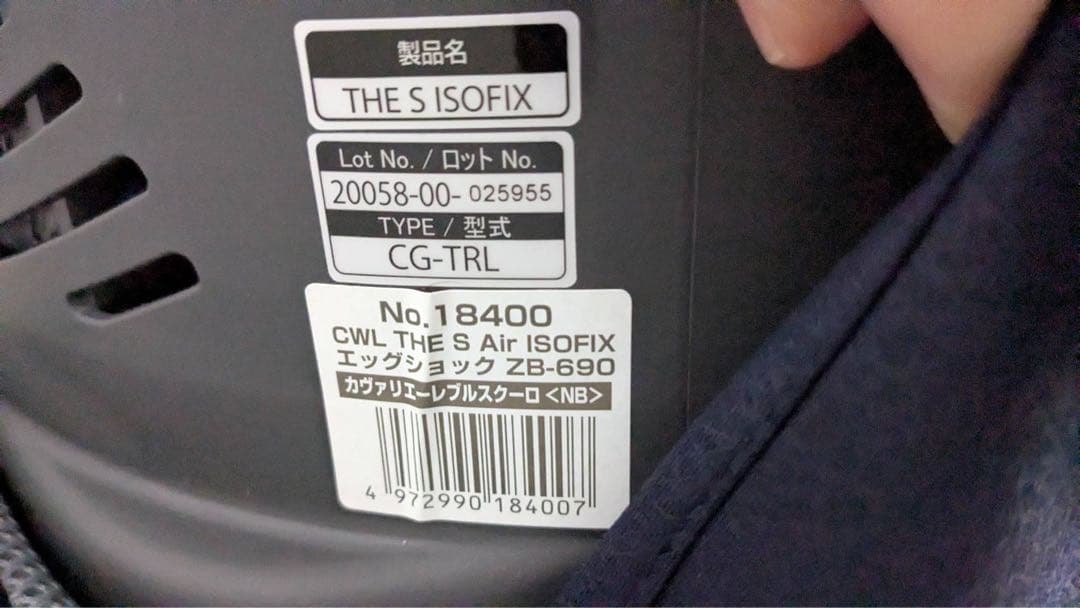 製品名
THE S ISOFIX
Lot No. / ロット No.
20058-00-025955
TYPE / 型式
CG-TRL
No.18400
CWL THE S Air ISOFIX
エッグショック ZB-690
カヴァリエーレブルスクーロ<NB>
4 972990 184007